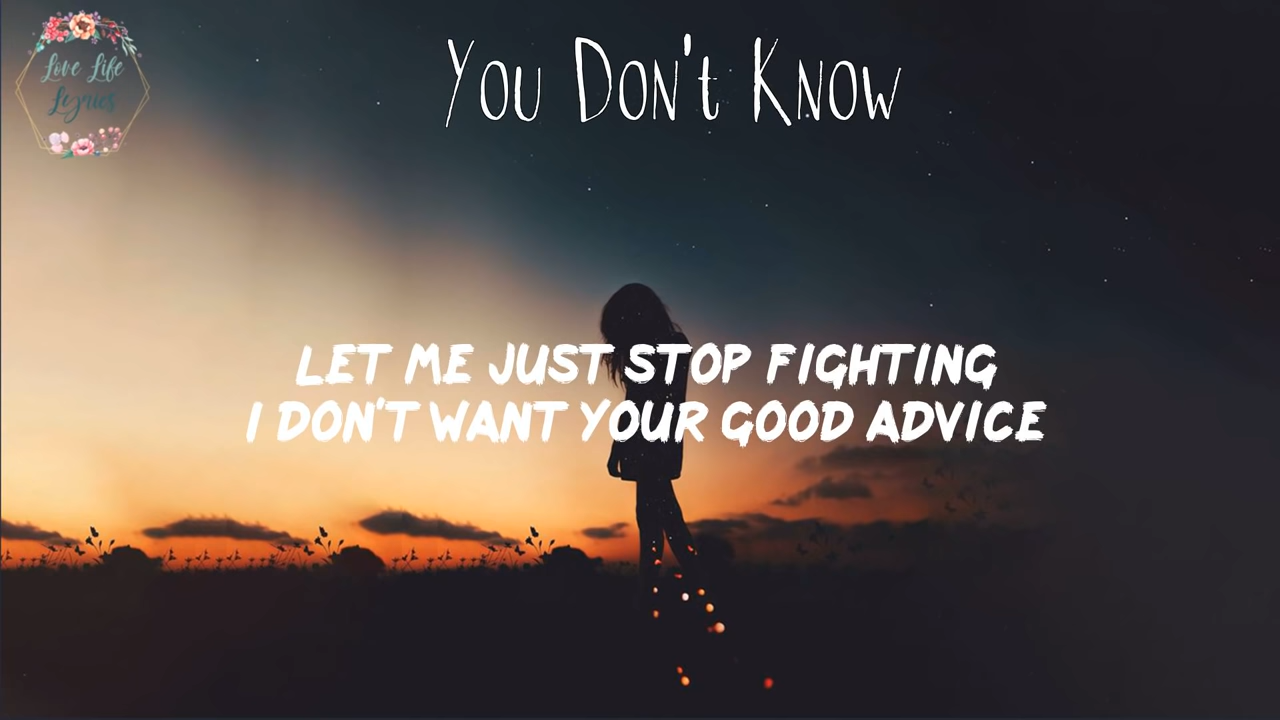 Love Life
Lyrics
You Don't Know
LET ME JUST STOP FIGHTING
I DON'T WANT YOUR GOOD ADVICE